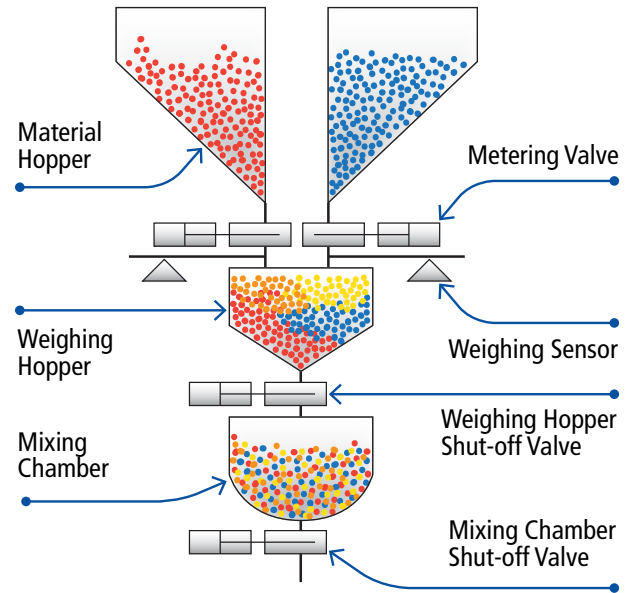 Material
Hopper
Metering Valve
Weighing
Hopper
Weighing Sensor
Weighing Hopper
Shut-off Valve
Mixing
Chamber
Mixing Chamber
Shut-off Valve